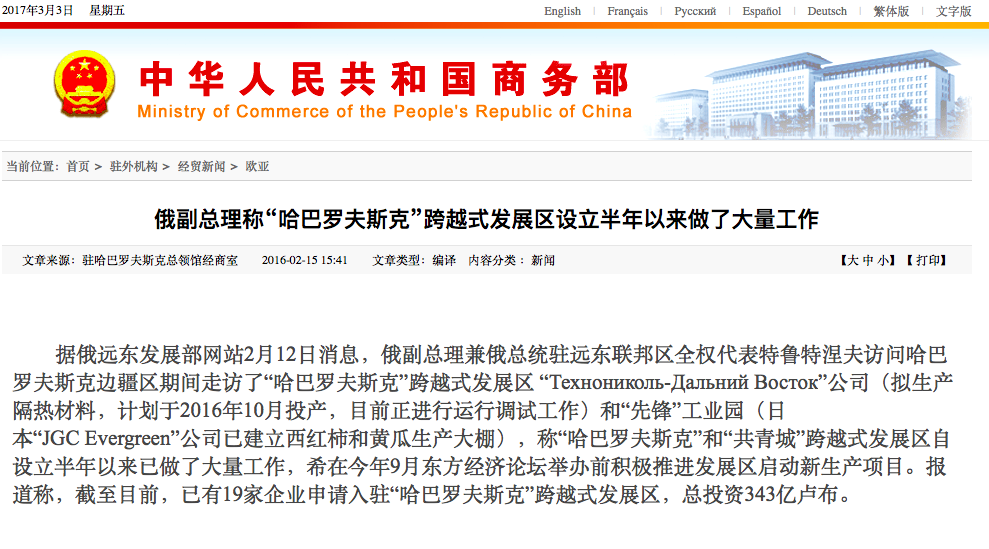 2017年3月3日 星期五
English | Français | Русский | Español | Deutsch | 繁体版 | 文字版
中华人民共和国商务部
Ministry of Commerce of the People's Republic of China
当前位置：首页 > 驻外机构 > 经贸新闻 > 欧亚
俄副总理称“哈巴罗夫斯克”跨越式发展区设立半年以来做了大量工作
文章来源：驻哈巴罗夫斯克总领馆经商室 2016-02-15 15:41 文章类型：编译 内容分类：新闻 【大 中 小】【 打印】
据俄远东发展部网站2月12日消息，俄副总理兼俄总统驻远东联邦区全权代表特鲁特涅夫访问哈巴
罗夫斯克边疆区期间走访了“哈巴罗夫斯克”跨越式发展区 “Технониколь-Дальний Восток”公司（拟生产
隔热材料，计划于2016年10月投产，目前正进行运行调试工作）和“先锋”工业园（日
本“JGC Evergreen”公司已建立西红柿和黄瓜生产大棚），称“哈巴罗夫斯克”和“共青城”跨越式发展区自
设立半年以来已做了大量工作，希在今年9月东方经济论坛举办前积极推进发展区启动新生产项目。报
道称，截至目前，已有19家企业申请入驻“哈巴罗夫斯克”跨越式发展区，总投资343亿卢布。